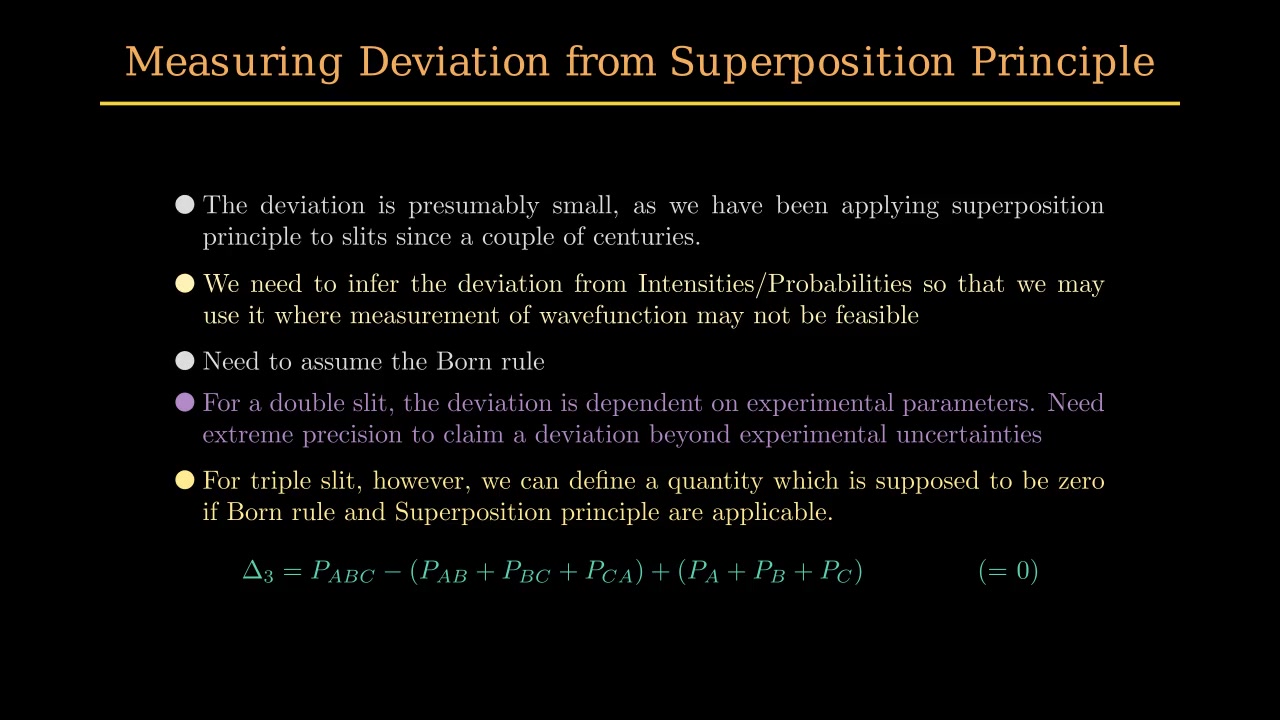 Measuring Deviation from Superposition Principle
● The deviation is presumably small, as we have been applying superposition
principle to slits since a couple of centuries.
● We need to infer the deviation from Intensities/Probabilities so that we may
use it where measurement of wavefunction may not be feasible
● Need to assume the Born rule
● For a double slit, the deviation is dependent on experimental parameters. Need
extreme precision to claim a deviation beyond experimental uncertainties
● For triple slit, however, we can define a quantity which is supposed to be zero
if Born rule and Superposition principle are applicable.
Δ₃ = P_{ABC} − (P_{AB} + P_{BC} + P_{CA}) + (P_A + P_B + P_C) (= 0)